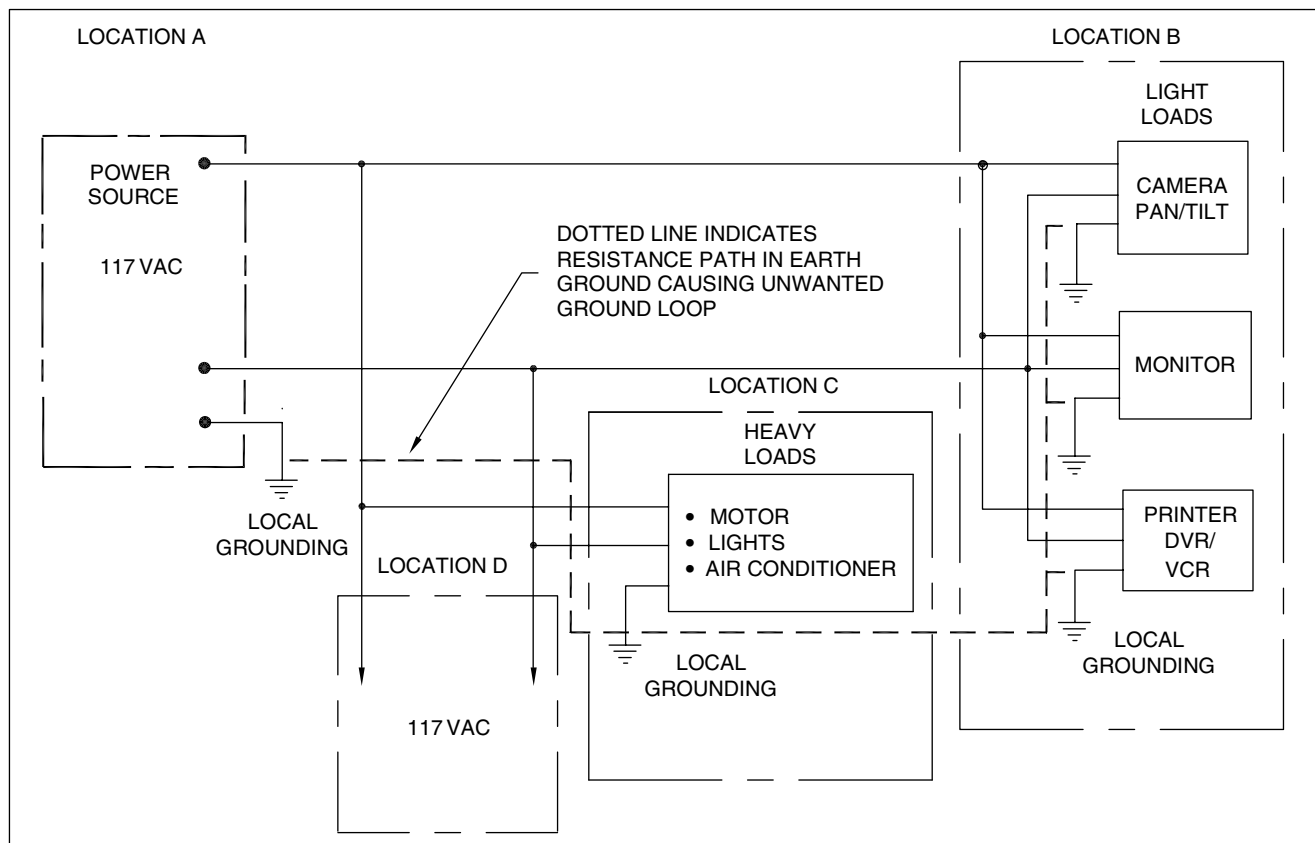 LOCATION A
LOCATION B
LIGHT
LOADS
POWER
SOURCE
117 VAC
CAMERA
PAN/TILT
DOTTED LINE INDICATES
RESISTANCE PATH IN EARTH
GROUND CAUSING UNWANTED
GROUND LOOP
MONITOR
LOCATION C
HEAVY
LOADS
• MOTOR
• LIGHTS
• AIR CONDITIONER
PRINTER
DVR/
VCR
LOCAL
GROUNDING
LOCATION D
LOCAL
GROUNDING
LOCAL
GROUNDING
117 VAC